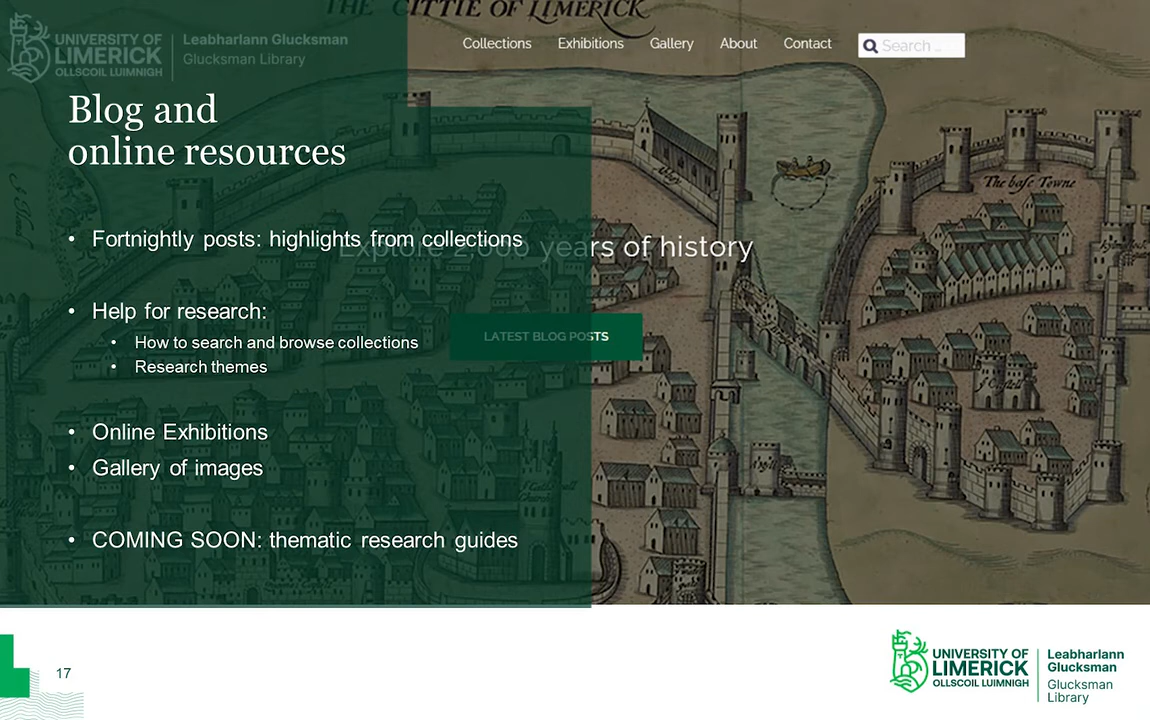 THE CITTIE OF LIMERICK
UNIVERSITY OF
LIMERICK
OLLSCOIL LUIMNIGH
Leabharlann Glucksman
Glucksman Library
Collections Exhibitions Gallery About Contact Search ..
Blog and
online resources
The base Towne
• Fortnightly posts: highlights from collections
Explore 2,000 years of history
• Help for research:
LATEST BLOG POSTS
• How to search and browse collections
• Research themes
• Online Exhibitions
• Gallery of images
• COMING SOON: thematic research guides
17
UNIVERSITY OF
LIMERICK
OLLSCOIL LUIMNIGH
Leabharlann
Glucksman
Glucksman
Library